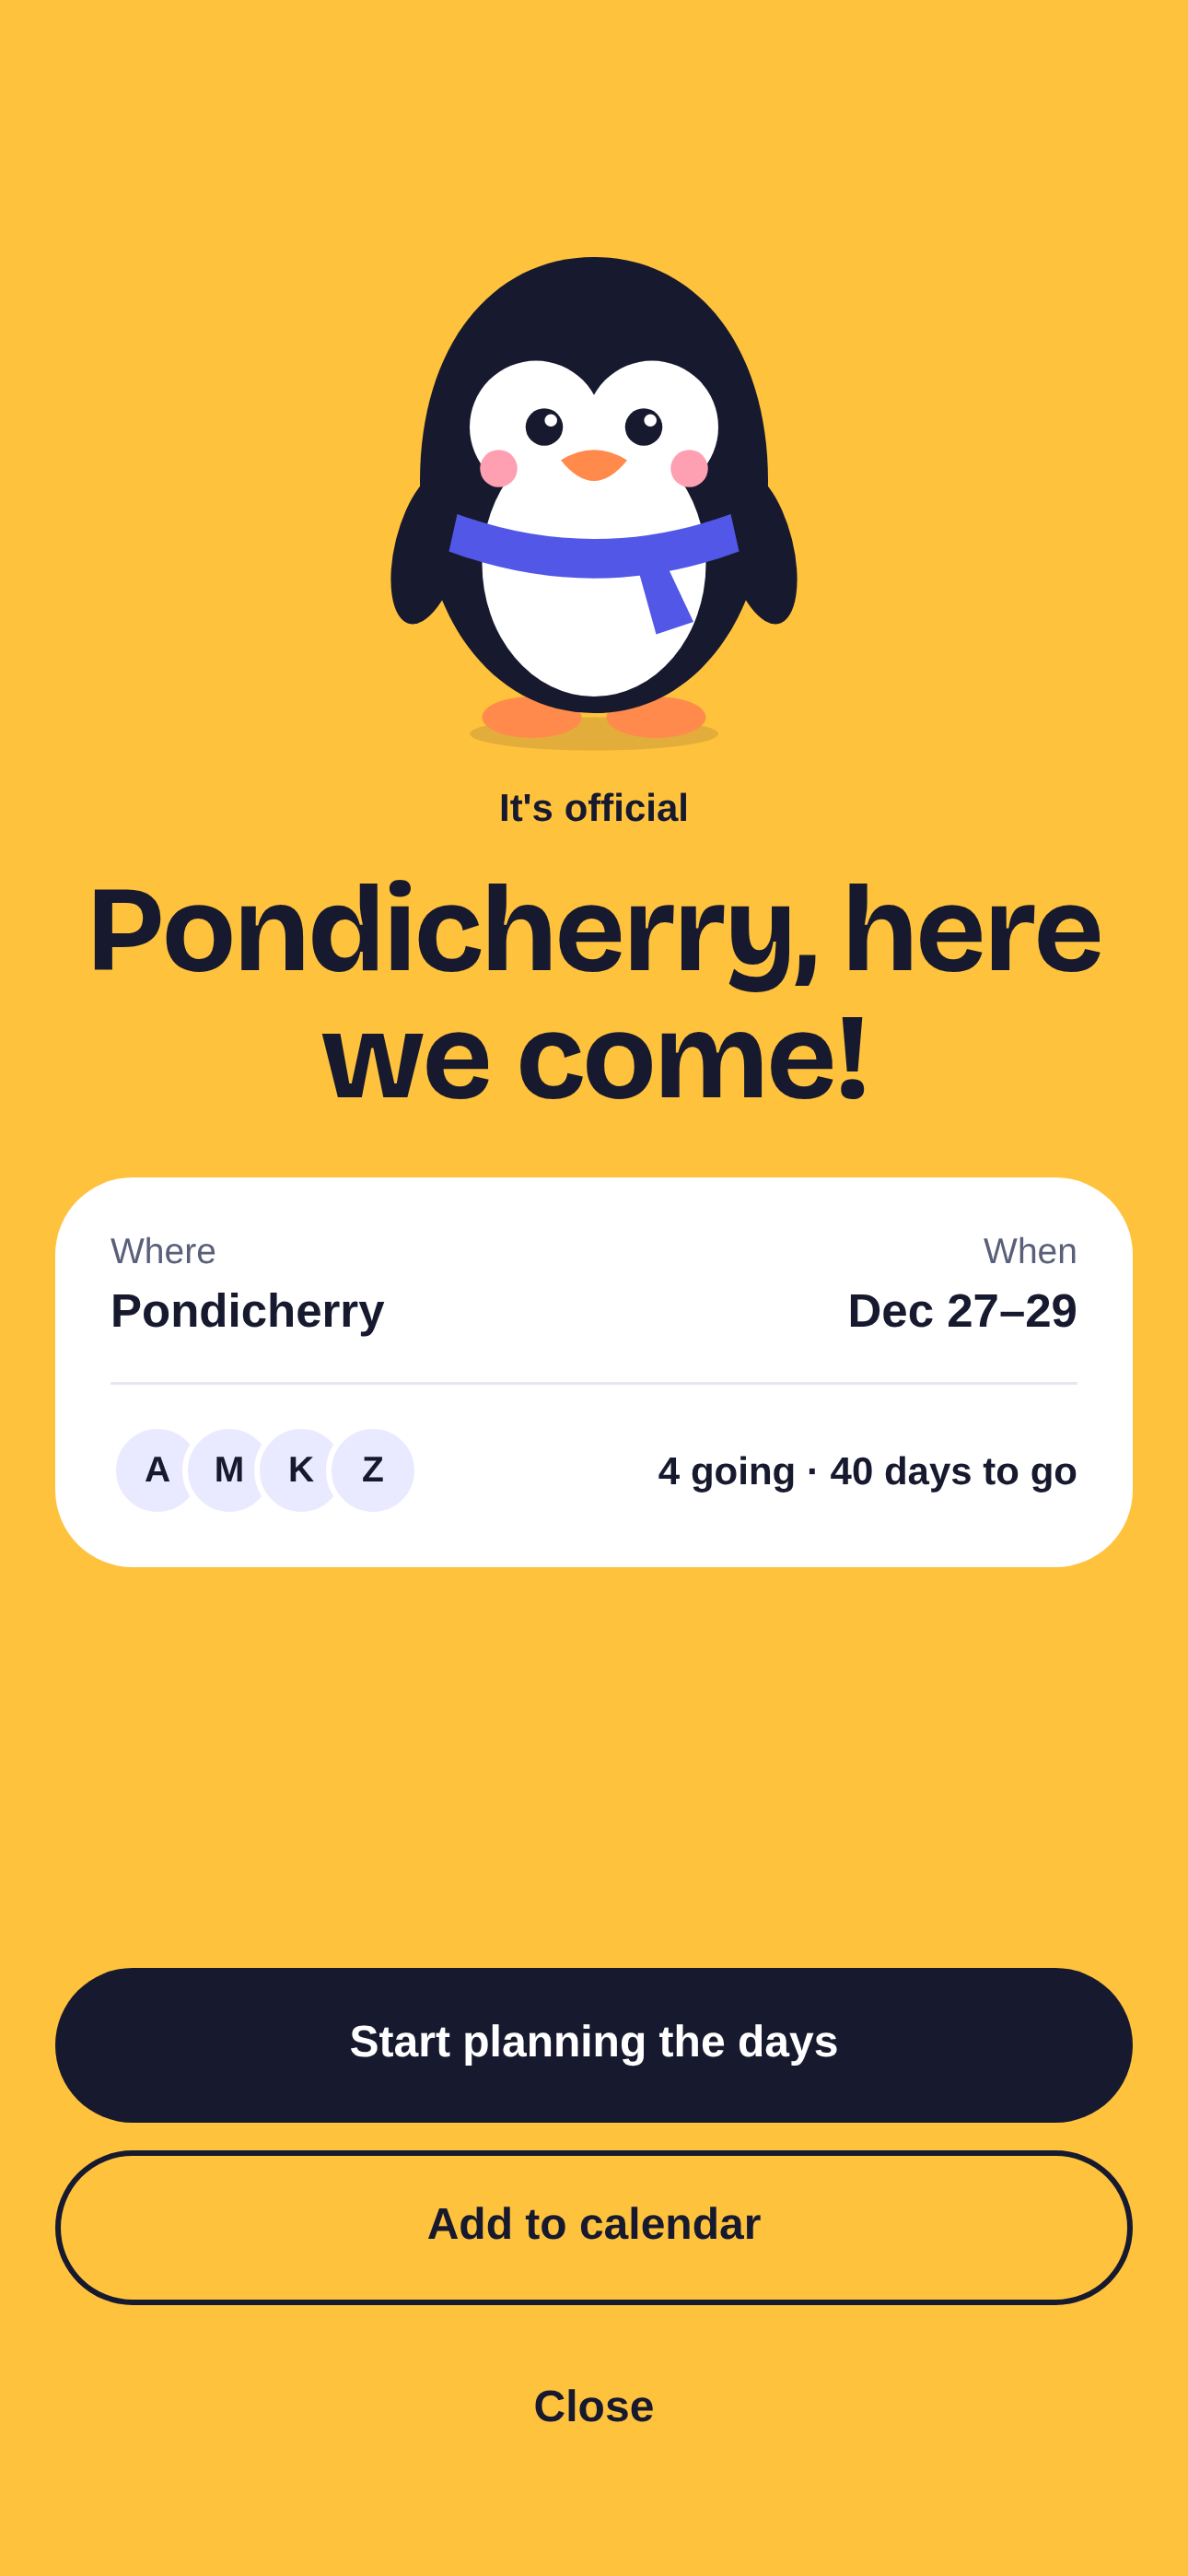 It's official
Pondicherry, here
we come!
Where
When
Pondicherry
Dec 27–29
A M K Z
4 going · 40 days to go
Start planning the days
Add to calendar
Close